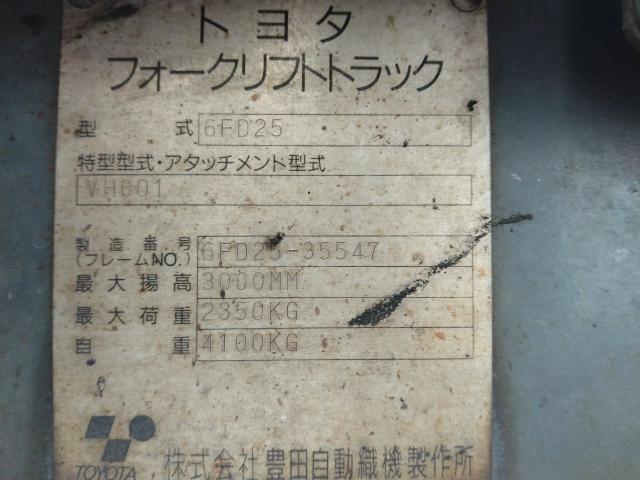 トヨタ
フォークリフトトラック
型 式 6FD25
特型型式・アタッチメント型式
VH601
製造番号
(フレームNO.) 6FD25-35547
最大揚高 3000MM
最大荷重 2350KG
自 重 4100KG
TOYOTA 株式会社豊田自動織機製作所